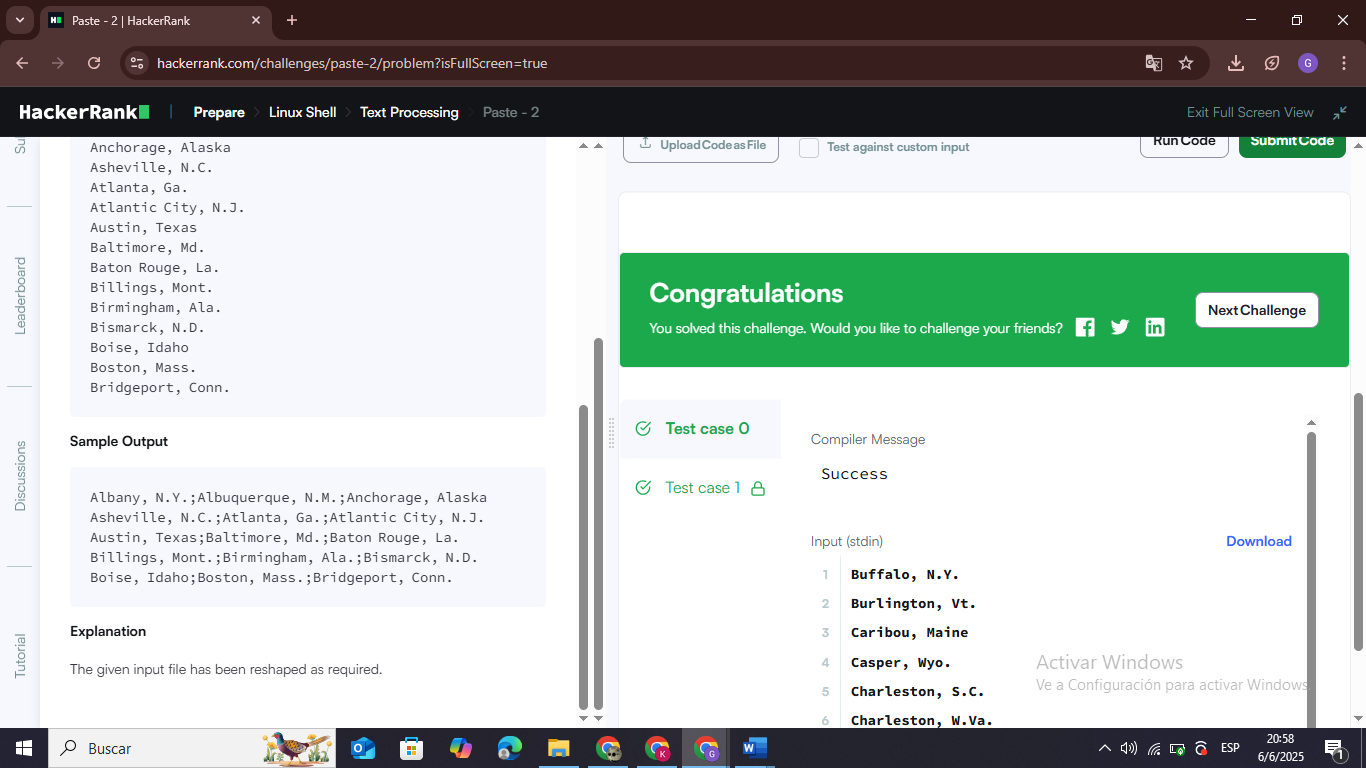 Paste - 2 | HackerRank
hackerrank.com/challenges/paste-2/problem?isFullScreen=true
G
HackerRank
Prepare
Linux Shell
Text Processing
Paste - 2
Exit Full Screen View
Su
Leaderboard
Discussions
Tutorial
Anchorage, Alaska
Asheville, N.C.
Atlanta, Ga.
Atlantic City, N.J.
Austin, Texas
Baltimore, Md.
Baton Rouge, La.
Billings, Mont.
Birmingham, Ala.
Bismarck, N.D.
Boise, Idaho
Boston, Mass.
Bridgeport, Conn.
Sample Output
Albany, N.Y.;Albuquerque, N.M.;Anchorage, Alaska
Asheville, N.C.;Atlanta, Ga.;Atlantic City, N.J.
Austin, Texas;Baltimore, Md.;Baton Rouge, La.
Billings, Mont.;Birmingham, Ala.;Bismarck, N.D.
Boise, Idaho;Boston, Mass.;Bridgeport, Conn.
Explanation
The given input file has been reshaped as required.
Upload Code as File
Test against custom input
Run Code
Submit Code
Congratulations
You solved this challenge. Would you like to challenge your friends?
Next Challenge
Test case 0
Test case 1
Compiler Message
Success
Input (stdin)
Download
1 Buffalo, N.Y.
2 Burlington, Vt.
3 Caribou, Maine
4 Casper, Wyo.
5 Charleston, S.C.
6 Charleston, W.Va.
Activar Windows
Ve a Configuración para activar Windows.
Buscar
ESP
20:58
6/6/2025
1